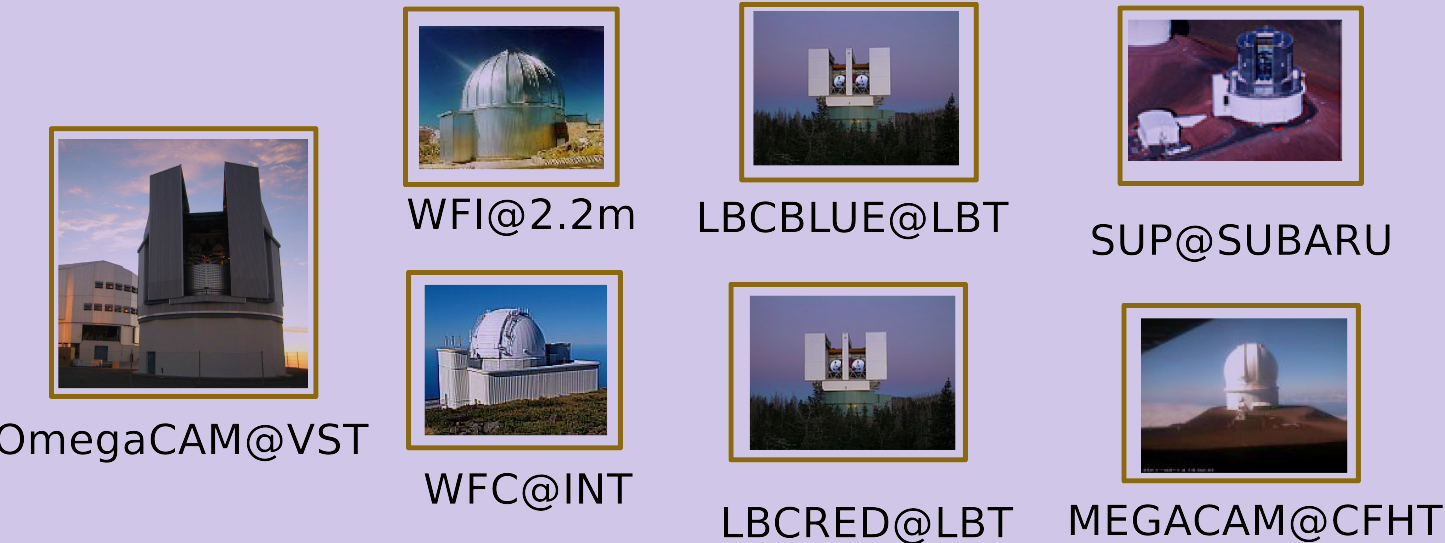 WFI@2.2m
LBCBLUE@LBT
SUP@SUBARU
OmegaCAM@VST
WFC@INT
LBCRED@LBT
MEGACAM@CFHT